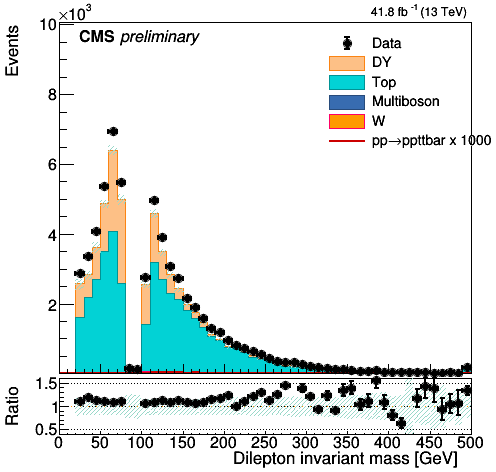 ×10³
41.8 fb⁻¹ (13 TeV)
CMS preliminary
Events
10
8
6
4
2
Data
DY
Top
Multiboson
W
pp→ppttbar x 1000
Ratio
1.5
1
0.5
0 50 100 150 200 250 300 350 400 450 500
Dilepton invariant mass [GeV]